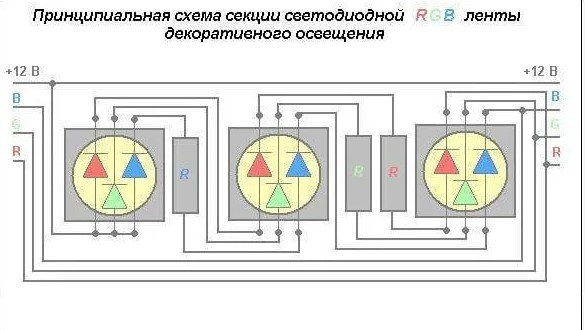 Принципиальная схема секции светодиодной RGB ленты
декоративного освещения
+12 В
+12 В
B
B
G
G
R
R
R
R
R